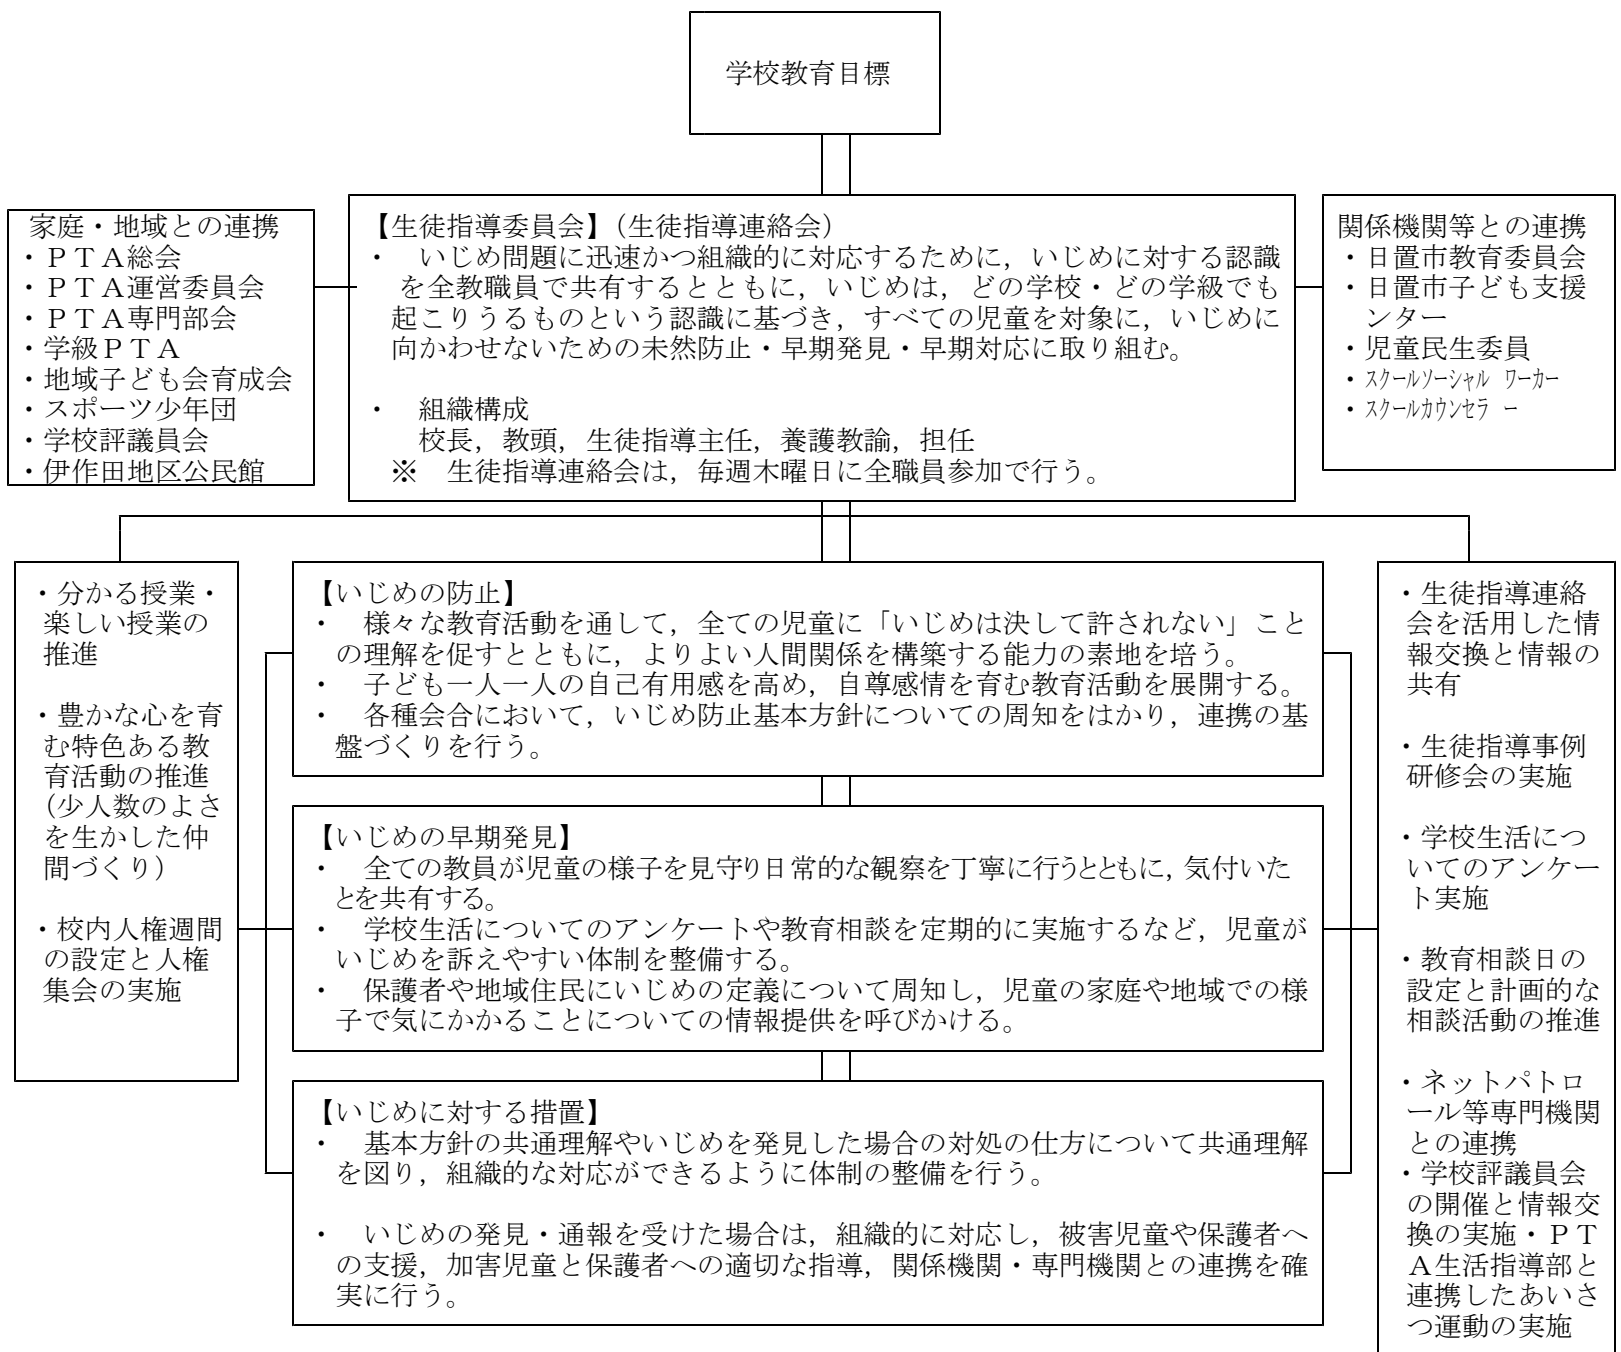 学校教育目標
家庭・地域との連携
・ＰＴＡ総会
・ＰＴＡ運営委員会
・ＰＴＡ専門部会
・学級ＰＴＡ
・地域子ども会育成会
・スポーツ少年団
・学校評議員会
・伊作田地区公民館
【生徒指導委員会】（生徒指導連絡会）
・　いじめ問題に迅速かつ組織的に対応するために，いじめに対する認識
を全教職員で共有するとともに，いじめは，どの学校・どの学級でも
起こりうるものという認識に基づき，すべての児童を対象に，いじめに
向かわせないための未然防止・早期発見・早期対応に取り組む。
・　組織構成
校長，教頭，生徒指導主任，養護教諭，担任
※　生徒指導連絡会は，毎週木曜日に全職員参加で行う。
関係機関等との連携
・日置市教育委員会
・日置市子ども支援
ンター
・児童民生委員
・スクールソーシャル ワーカー
・スクールカウンセラ ー
・分かる授業・
楽しい授業の
推進
・豊かな心を育
む特色ある教
育活動の推進
（少人数のよさ
を生かした仲
間づくり）
・校内人権週間
の設定と人権
集会の実施
【いじめの防止】
・　様々な教育活動を通して，全ての児童に「いじめは決して許されない」こと
の理解を促すとともに，よりよい人間関係を構築する能力の素地を培う。
・　子ども一人一人の自己有用感を高め，自尊感情を育む教育活動を展開する。
・　各種会合において，いじめ防止基本方針についての周知をはかり，連携の基
盤づくりを行う。
【いじめの早期発見】
・　全ての教員が児童の様子を見守り日常的な観察を丁寧に行うとともに，気付いた
とを共有する。
・　学校生活についてのアンケートや教育相談を定期的に実施するなど，児童が
いじめを訴えやすい体制を整備する。
・　保護者や地域住民にいじめの定義について周知し，児童の家庭や地域での様
子で気にかかることについての情報提供を呼びかける。
【いじめに対する措置】
・　基本方針の共通理解やいじめを発見した場合の対処の仕方について共通理解
を図り，組織的な対応ができるように体制の整備を行う。
・　いじめの発見・通報を受けた場合は，組織的に対応し，被害児童や保護者へ
の支援，加害児童と保護者への適切な指導，関係機関・専門機関との連携を確
実に行う。
・生徒指導連絡
会を活用した情
報交換と情報の
共有
・生徒指導事例
研修会の実施
・学校生活につ
いてのアンケー
ト実施
・教育相談日の
設定と計画的な
相談活動の推進
・ネットパトロ
ール等専門機関
との連携
・学校評議員会
の開催と情報交
換の実施・ＰＴ
Ａ生活指導部と
連携したあいさ
つ運動の実施